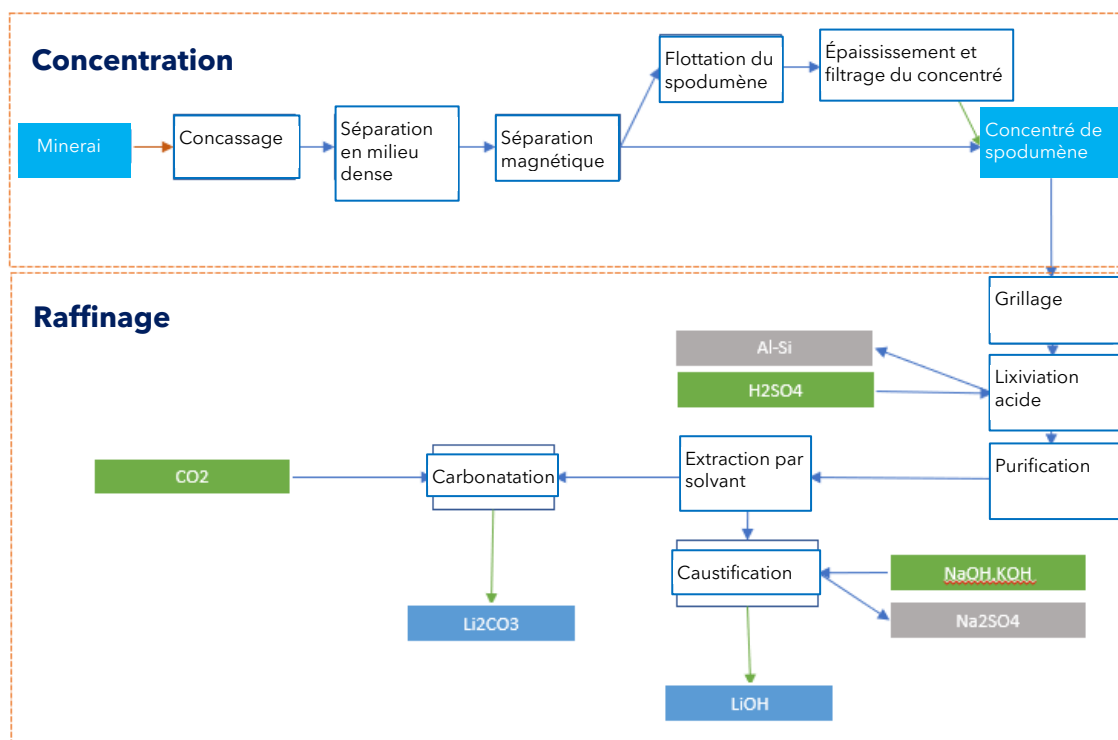 Concentration
Flottation du
spodumène
Épaississement et
filtrage du concentré
Minerai
Concassage
Séparation
en milieu
dense
Séparation
magnétique
Concentré de
spodumène
Raffinage
Grillage
Al-Si
H2SO4
Lixiviation
acide
CO2
Carbonatation
Extraction par
solvant
Purification
Caustification
NaOH.KOH
Na2SO4
Li2CO3
LiOH